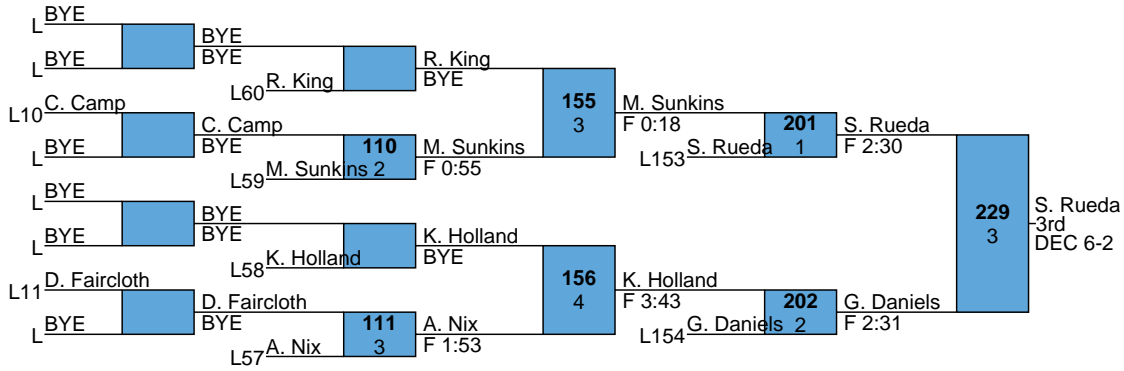 BYE
L
BYE
BYE
BYE
L
R. King
R. King
BYE
L60
155
3
C. Camp
L10
M. Sunkins
F 0:18
C. Camp
BYE
BYE
L
110
2
M. Sunkins
F 0:55
M. Sunkins
L59
201
1
S. Rueda
F 2:30
S. Rueda
L153
BYE
L
BYE
BYE
BYE
L
229
3
S. Rueda
3rd
DEC 6-2
K. Holland
K. Holland
BYE
L58
156
4
D. Faircloth
L11
K. Holland
F 3:43
D. Faircloth
BYE
BYE
L
111
3
A. Nix
F 1:53
A. Nix
L57
202
2
G. Daniels
F 2:31
G. Daniels
L154